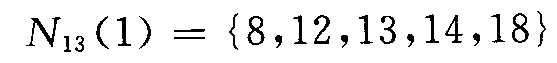 N₁₃(1) = {8,12,13,14,18}